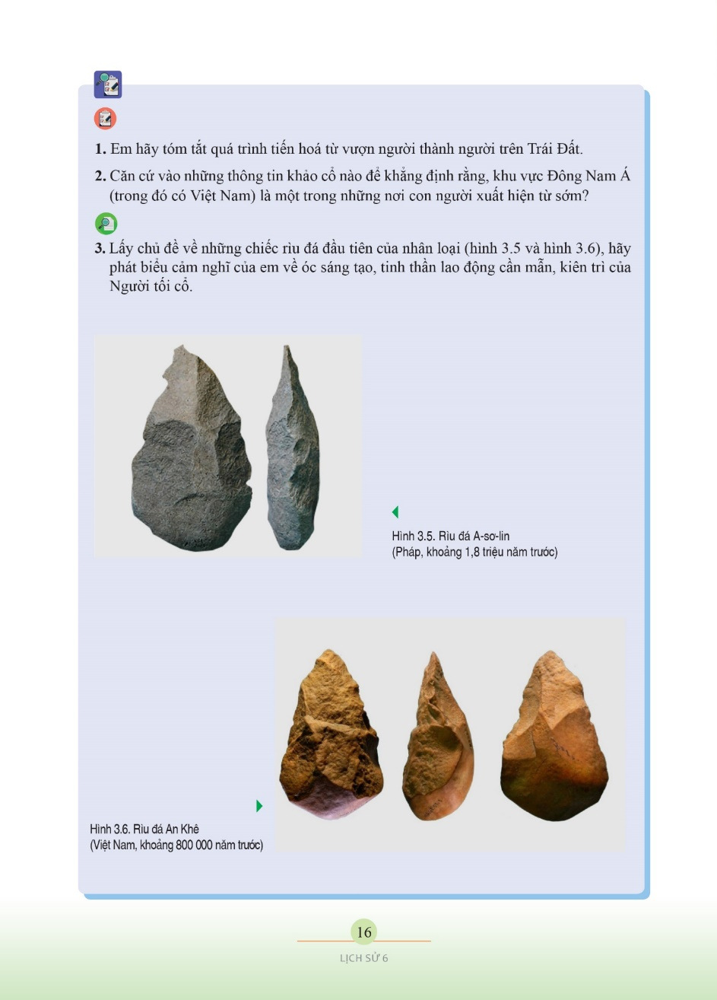 1. Em hãy tóm tắt quá trình tiến hoá từ vượn người thành người trên Trái Đất.
2. Căn cứ vào những thông tin khảo cổ nào để khẳng định rằng, khu vực Đông Nam Á
(trong đó có Việt Nam) là một trong những nơi con người xuất hiện từ sớm?
3. Lấy chủ đề về những chiếc rìu đá đầu tiên của nhân loại (hình 3.5 và hình 3.6), hãy
phát biểu cảm nghĩ của em về óc sáng tạo, tinh thần lao động cần mẫn, kiên trì của
Người tối cổ.
Hình 3.5. Rìu đá A-sơ-lin
(Pháp, khoảng 1,8 triệu năm trước)
Hình 3.6. Rìu đá An Khê
(Việt Nam, khoảng 800 000 năm trước)
16
LỊCH SỬ 6